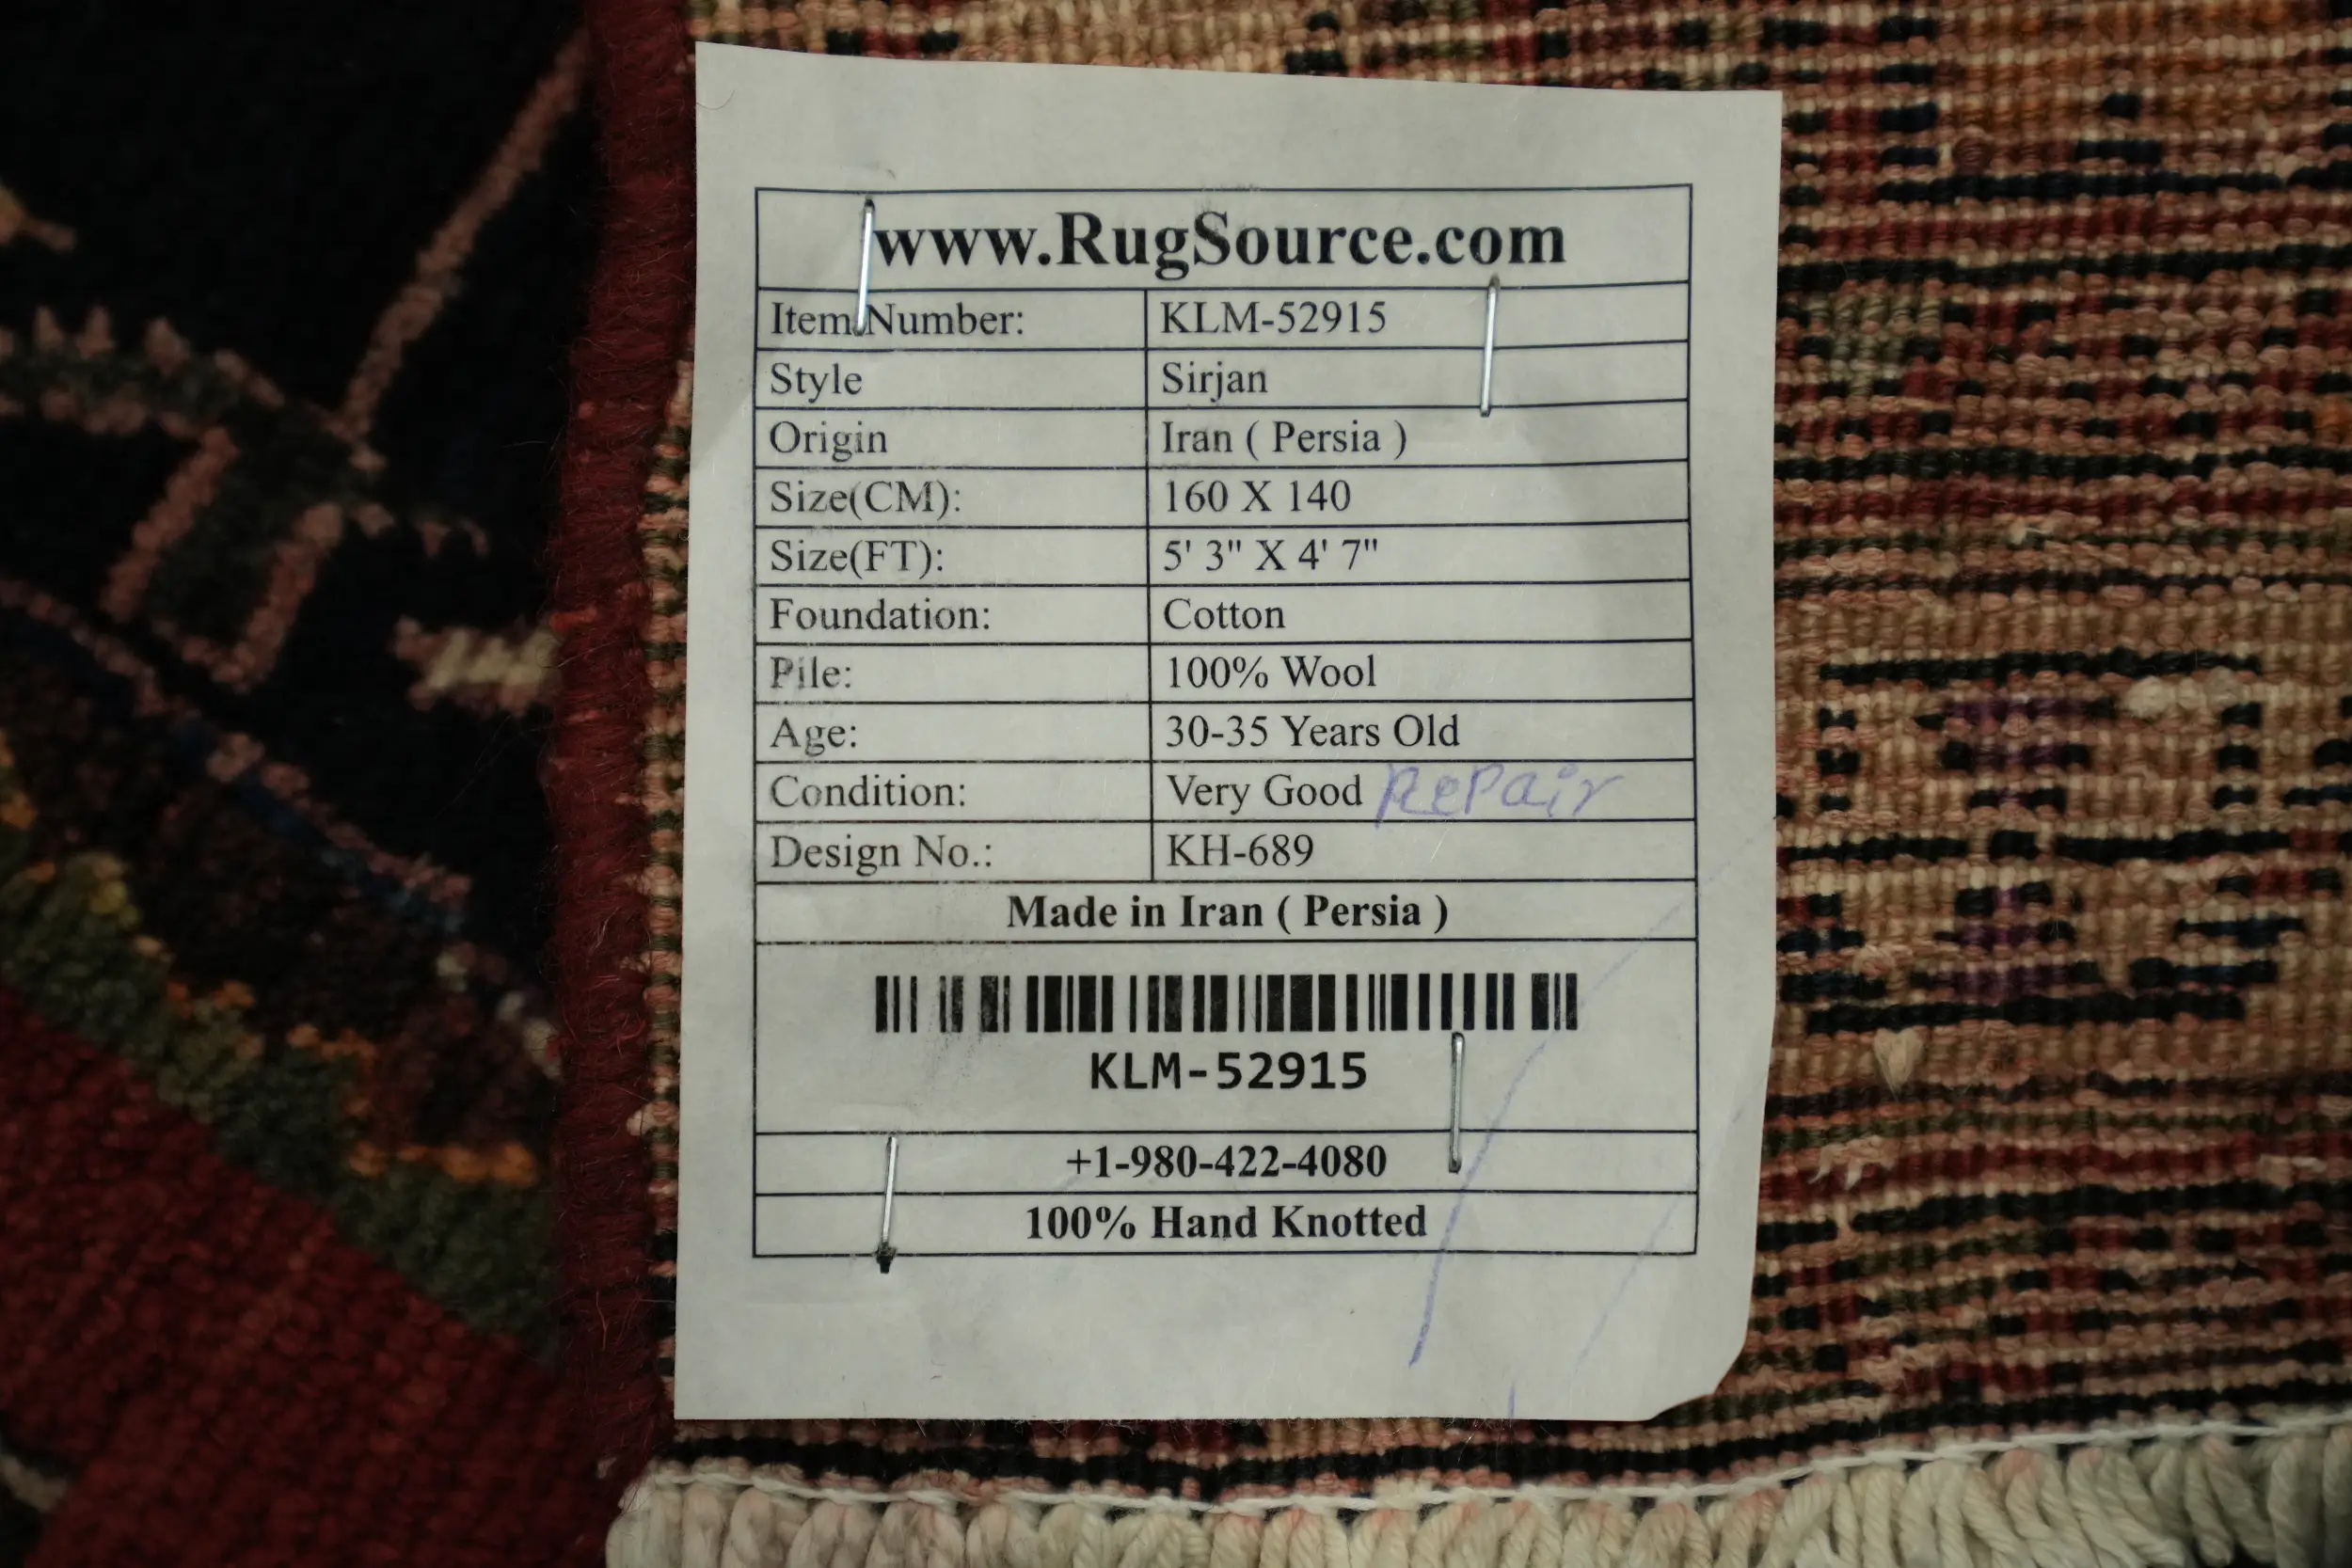 www.RugSource.com
Item Number: KLM-52915
Style Sirjan
Origin Iran ( Persia )
Size(CM): 160 X 140
Size(FT): 5' 3" X 4' 7"
Foundation: Cotton
Pile: 100% Wool
Age: 30-35 Years Old
Condition: Very Good Repair
Design No.: KH-689
Made in Iran ( Persia )
KLM-52915
+1-980-422-4080
100% Hand Knotted